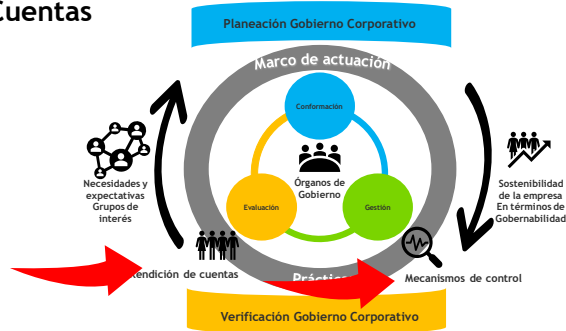 Cuentas
Planeación Gobierno Corporativo
Marco de actuación
Conformación
Órganos de
Gobierno
Evaluación
Gestión
Necesidades y
expectativas
Grupos de
interés
Sostenibilidad
de la empresa
En términos de
Gobernabilidad
endición de cuentas
Práctic
Mecanismos de control
Verificación Gobierno Corporativo